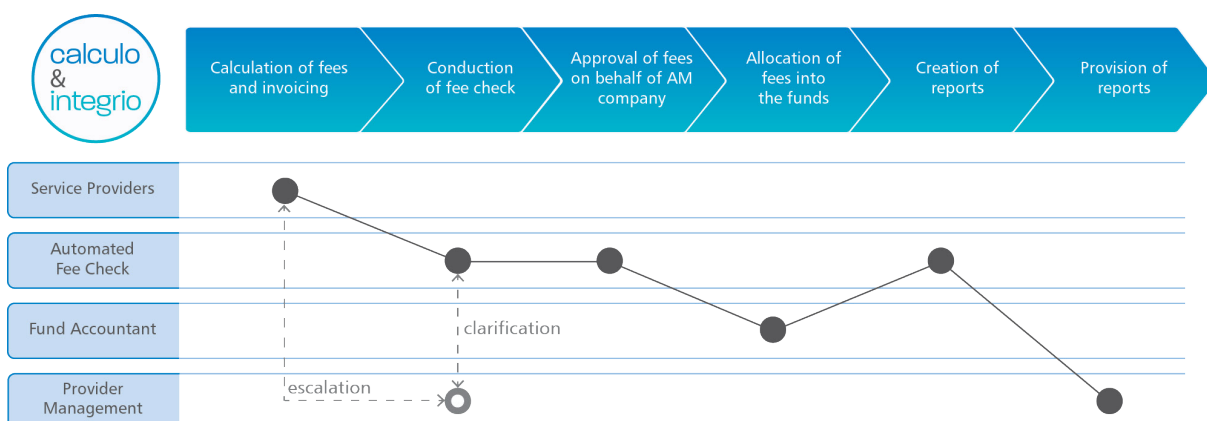 calculo
&
integrio
Calculation of fees
and invoicing
Conduction
of fee check
Approval of fees
on behalf of AM
company
Allocation of
fees into
the funds
Creation of
reports
Provision of
reports
Service Providers
Automated
Fee Check
Fund Accountant
clarification
Provider
Management
escalation